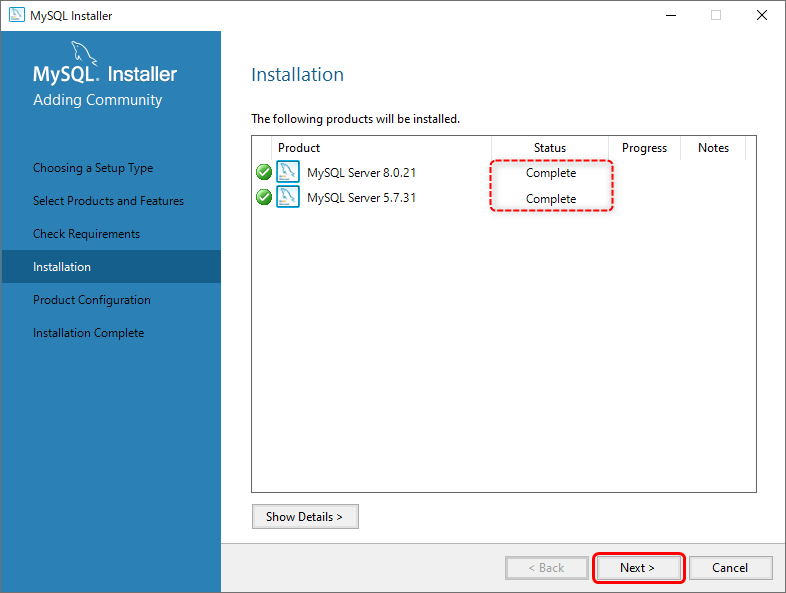 MySQL Installer
MySQL. Installer
Adding Community
Choosing a Setup Type
Select Products and Features
Check Requirements
Installation
Product Configuration
Installation Complete
Installation
The following products will be installed.
Product Status Progress Notes
MySQL Server 8.0.21 Complete
MySQL Server 5.7.31 Complete
Show Details >
< Back Next > Cancel